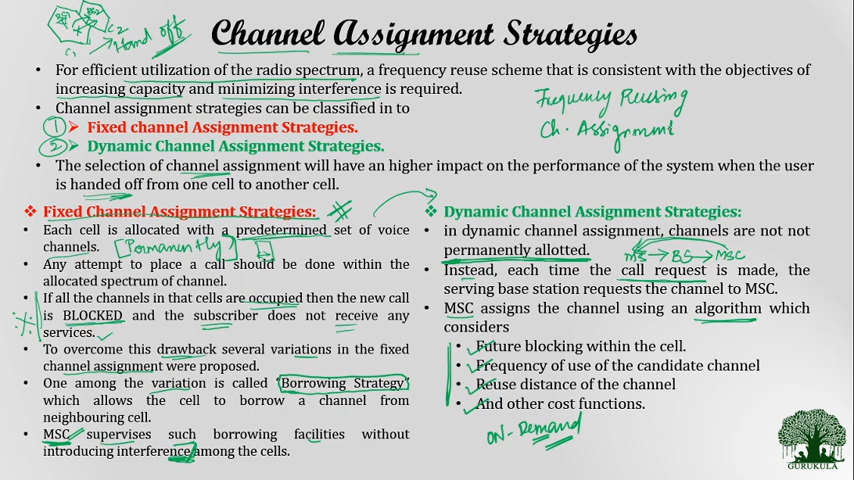 Channel Assignment Strategies
C2
C1
Hand off
• For efficient utilization of the radio spectrum, a frequency reuse scheme that is consistent with the objectives of
increasing capacity and minimizing interference is required.
• Channel assignment strategies can be classified in to
Frequency Reusing
Ch. Assignment
1 ➢ Fixed channel Assignment Strategies.
2 ➢ Dynamic Channel Assignment Strategies.
• The selection of channel assignment will have an higher impact on the performance of the system when the user
is handed off from one cell to another cell.
❖ Fixed Channel Assignment Strategies:
• Each cell is allocated with a predetermined set of voice
channels. [Permanently]
• Any attempt to place a call should be done within the
allocated spectrum of channel.
• If all the channels in that cells are occupied then the new call
is BLOCKED and the subscriber does not receive any
services.
• To overcome this drawback several variations in the fixed
channel assignment were proposed.
• One among the variation is called 'Borrowing Strategy'
which allows the cell to borrow a channel from
neighbouring cell.
• MSC supervises such borrowing facilities without
introducing interference among the cells.
❖ Dynamic Channel Assignment Strategies:
• in dynamic channel assignment, channels are not not
permanently allotted.
MS → BS → MSC
• Instead, each time the call request is made, the
serving base station requests the channel to MSC.
• MSC assigns the channel using an algorithm which
considers
• Future blocking within the cell.
• Frequency of use of the candidate channel
• Reuse distance of the channel
• And other cost functions.
ON-Demand
GURUKULA